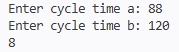 Enter cycle time a: 88
Enter cycle time b: 120
8